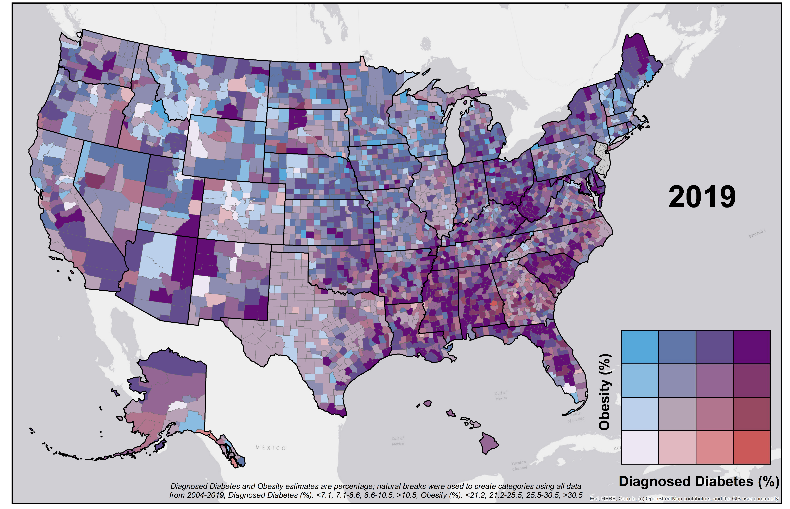 2019
Obesity (%)
Diagnosed Diabetes (%)
MEXICO
Diagnosed Diabetes and Obesity estimates are percentage, natural breaks were used to create categories using all data
from 2004-2019, Diagnosed Diabetes (%), <7.1, 7.1-8.6, 8.6-10.5, >10.5, Obesity (%), <21.2, 21.2-25.5, 25.5-30.5, >30.5